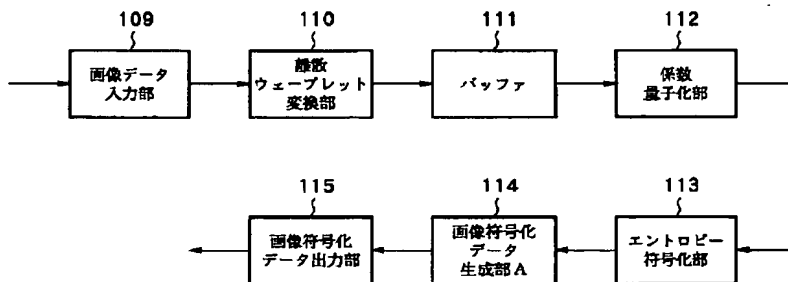 109
110
111
112
画像データ
入力部
離散
ウェーブレット
変換部
バッファ
係数
量子化部
115
114
113
画像符号化
データ出力部
画像符号化
データ
生成部A
エントロピー
符号化部